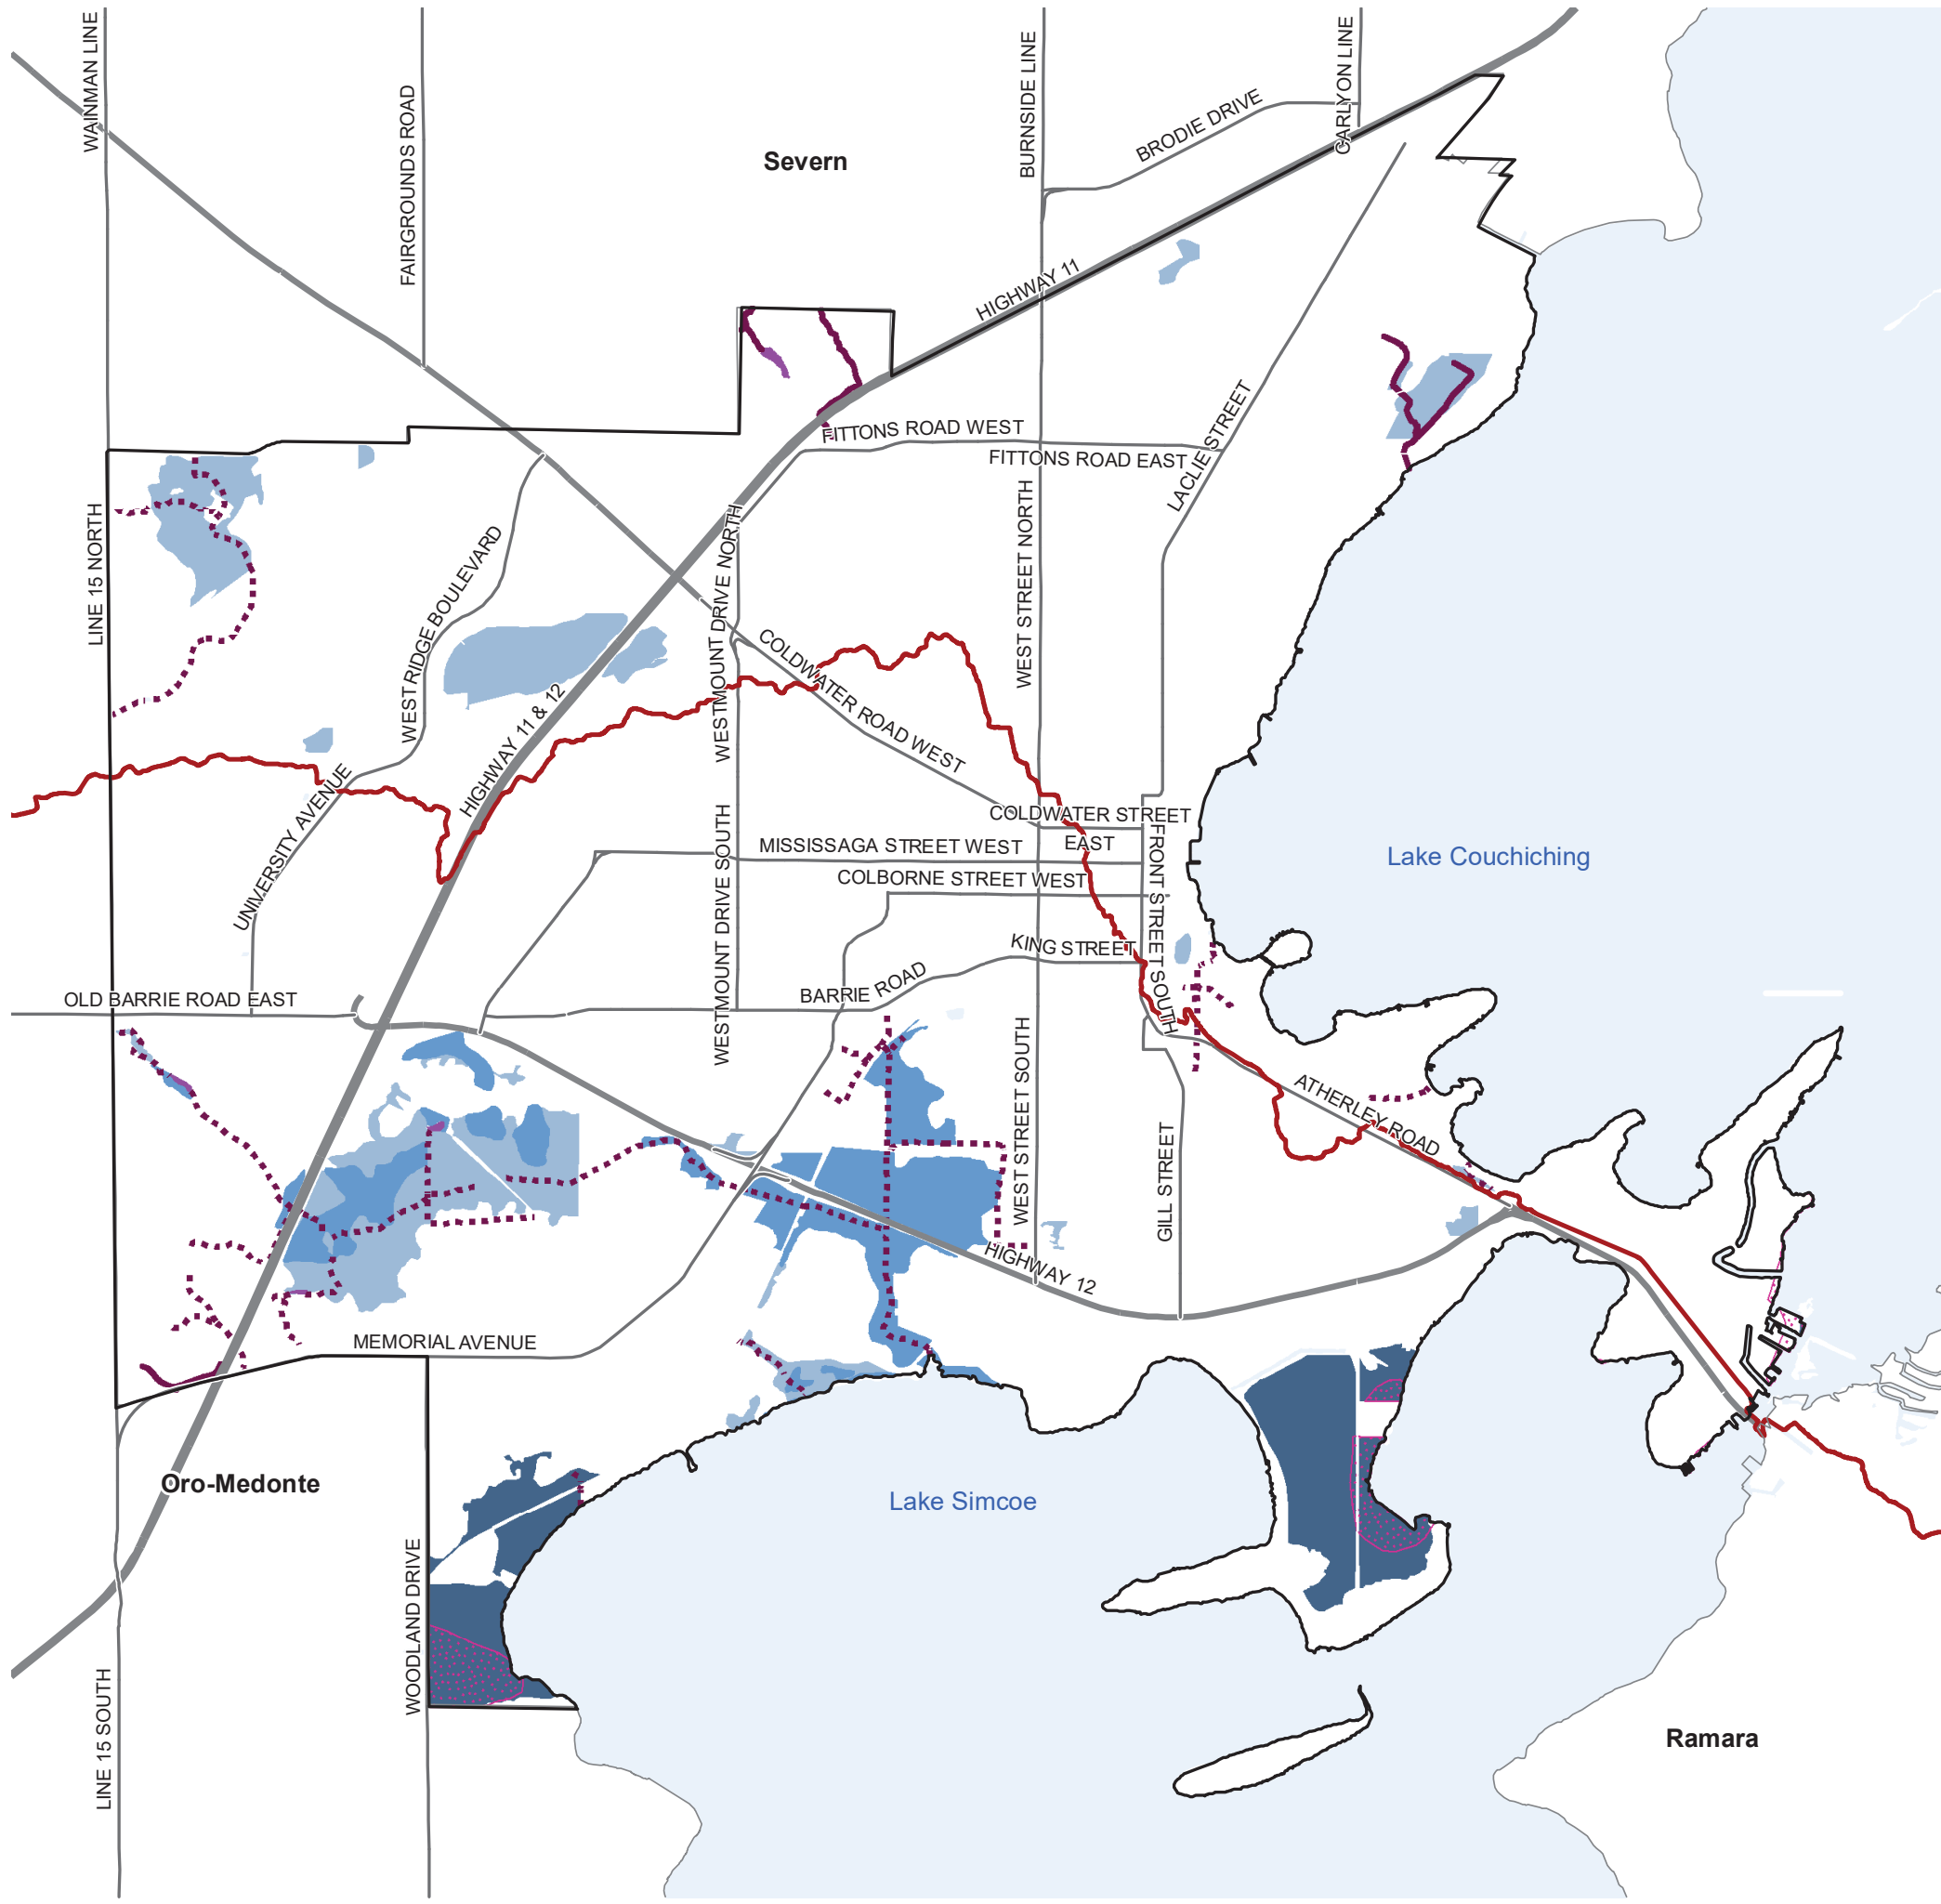 WAINMAN LINE
FAIRGROUNDS ROAD
BURNSIDE LINE
CARLYON LINE
BRODIE DRIVE
Severn
HIGHWAY 11
FITTONS ROAD WEST
FITTONS ROAD EAST
LACLIE STREET
LINE 15 NORTH
WEST RIDGE BOULEVARD
WESTMOUNT DRIVE NORTH
WEST STREET NORTH
COLDWATER ROAD WEST
HIGHWAY 11 & 12
UNIVERSITY AVENUE
COLDWATER STREET
EAST
MISSISSAGA STREET WEST
COLBORNE STREET WEST
Lake Couchiching
WESTMOUNT DRIVE SOUTH
FRONT STREET SOUTH
KING STREET
BARRIE ROAD
OLD BARRIE ROAD EAST
WEST STREET SOUTH
ATHERLEY ROAD
GILL STREET
HIGHWAY 12
MEMORIAL AVENUE
Oro-Medonte
Lake Simcoe
WOODLAND DRIVE
LINE 15 SOUTH
Ramara